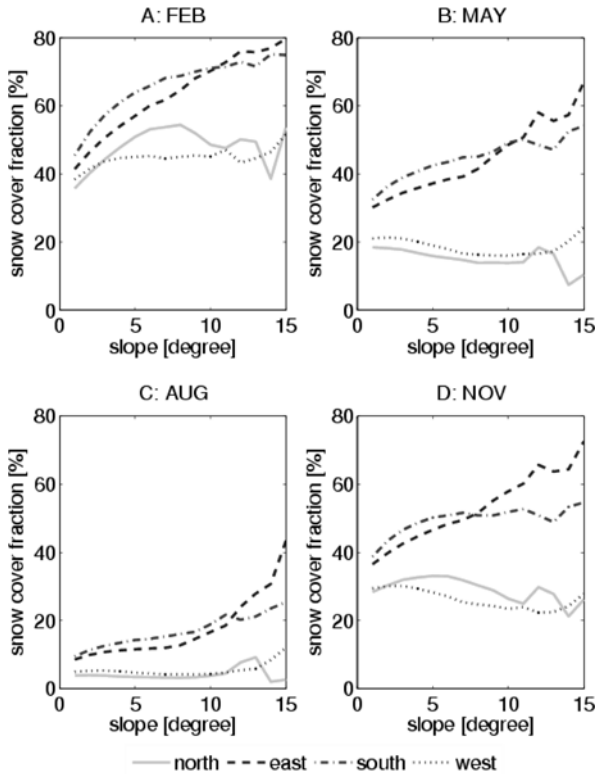 A: FEB
snow cover fraction [%]
80
60
40
20
0
0 5 10 15
slope [degree]
B: MAY
snow cover fraction [%]
80
60
40
20
0
0 5 10 15
slope [degree]
C: AUG
snow cover fraction [%]
80
60
40
20
0
0 5 10 15
slope [degree]
D: NOV
snow cover fraction [%]
80
60
40
20
0
0 5 10 15
slope [degree]
north east south west